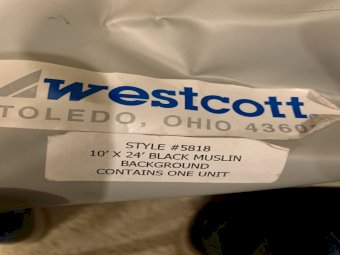 Westcott
TOLEDO, OHIO 4360
STYLE #5818
10' X 24' BLACK MUSLIN
BACKGROUND
CONTAINS ONE UNIT